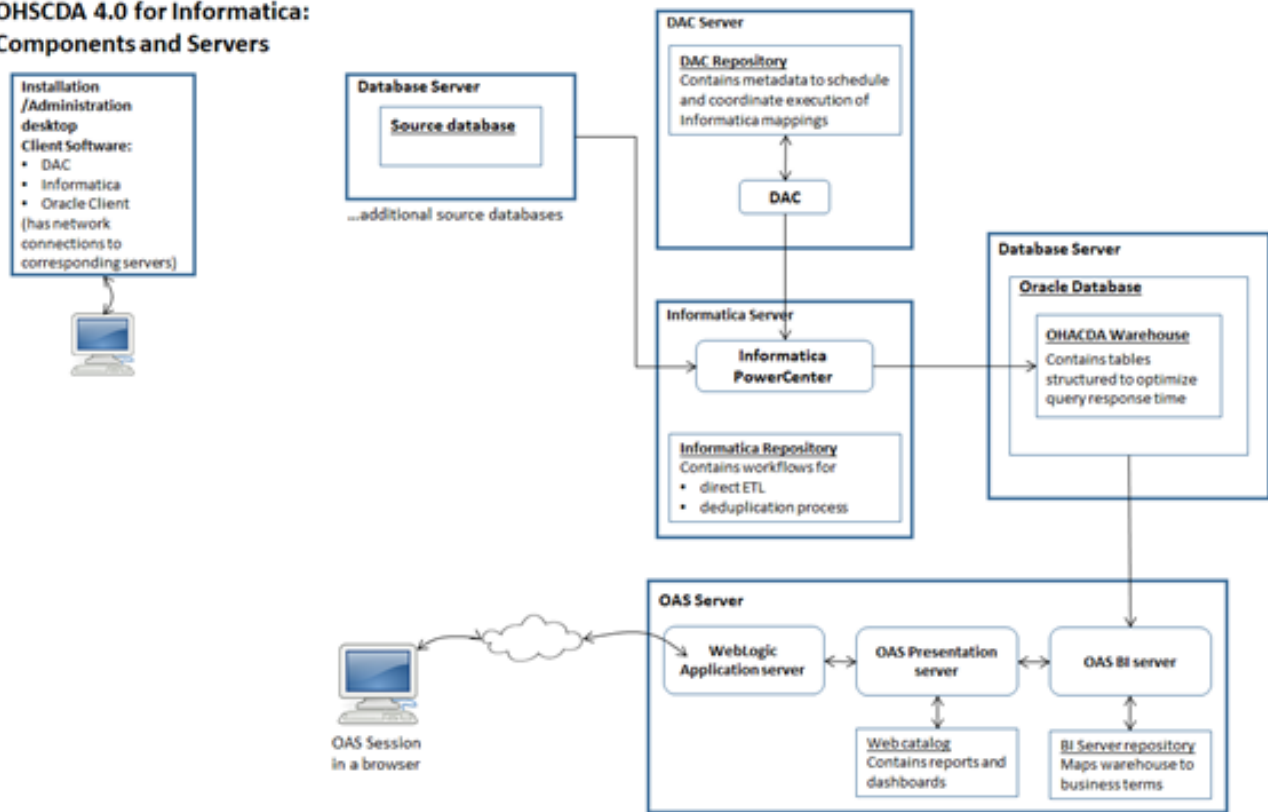 OHSCDA 4.0 for Informatica:
Components and Servers
Installation
/Administration
desktop
Client Software:
• DAC
• Informatica
• Oracle Client
(has network
connections to
corresponding servers)
Database Server
Source database
...additional source databases
DAC Server
DAC Repository
Contains metadata to schedule
and coordinate execution of
Informatica mappings
DAC
Informatica Server
Informatica
PowerCenter
Informatica Repository
Contains workflows for
• direct ETL
• deduplication process
Database Server
Oracle Database
OHACDA Warehouse
Contains tables
structured to optimize
query response time
OAS Server
WebLogic
Application server
OAS Presentation
server
OAS BI server
Web catalog
Contains reports and
dashboards
BI Server repository
Maps warehouse to
business terms
OAS Session
in a browser